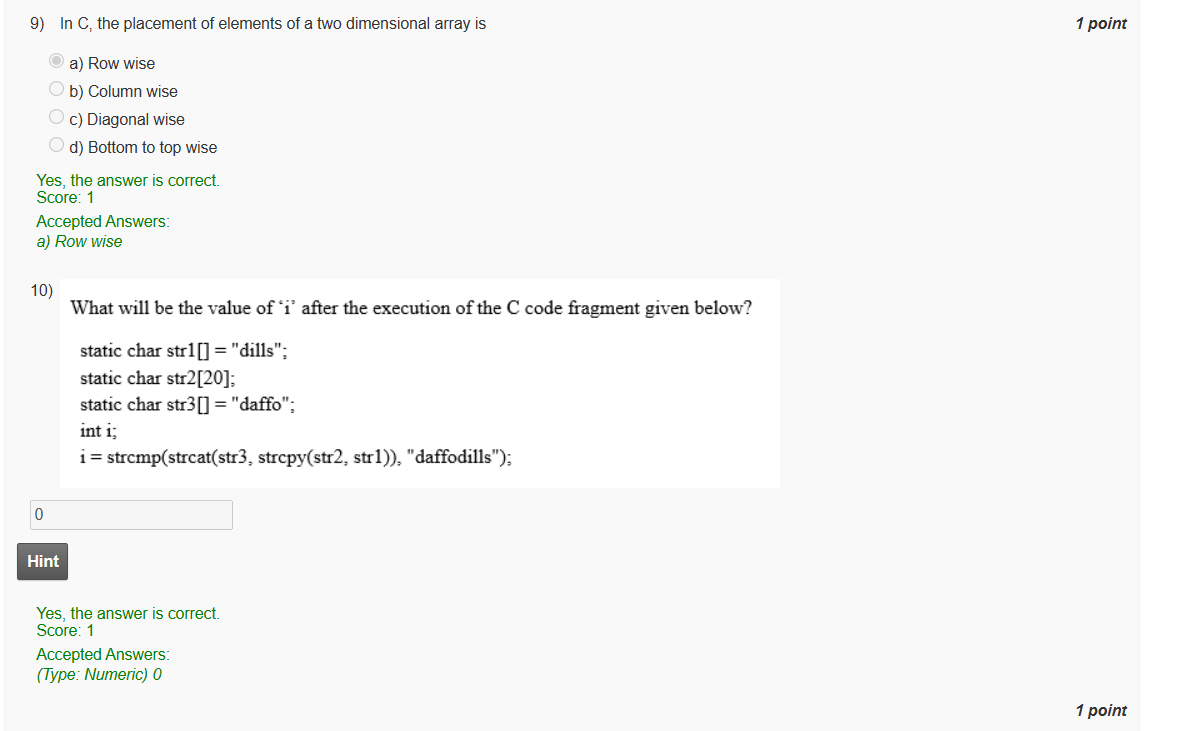 9) In C, the placement of elements of a two dimensional array is 1 point
a) Row wise
b) Column wise
c) Diagonal wise
d) Bottom to top wise
Yes, the answer is correct.
Score: 1
Accepted Answers:
a) Row wise
10)
What will be the value of ‘i’ after the execution of the C code fragment given below?
static char str1[] = "dills";
static char str2[20];
static char str3[] = "daffo";
int i;
i = strcmp(strcat(str3, strcpy(str2, str1)), "daffodills");
0
Hint
Yes, the answer is correct.
Score: 1
Accepted Answers:
(Type: Numeric) 0
1 point